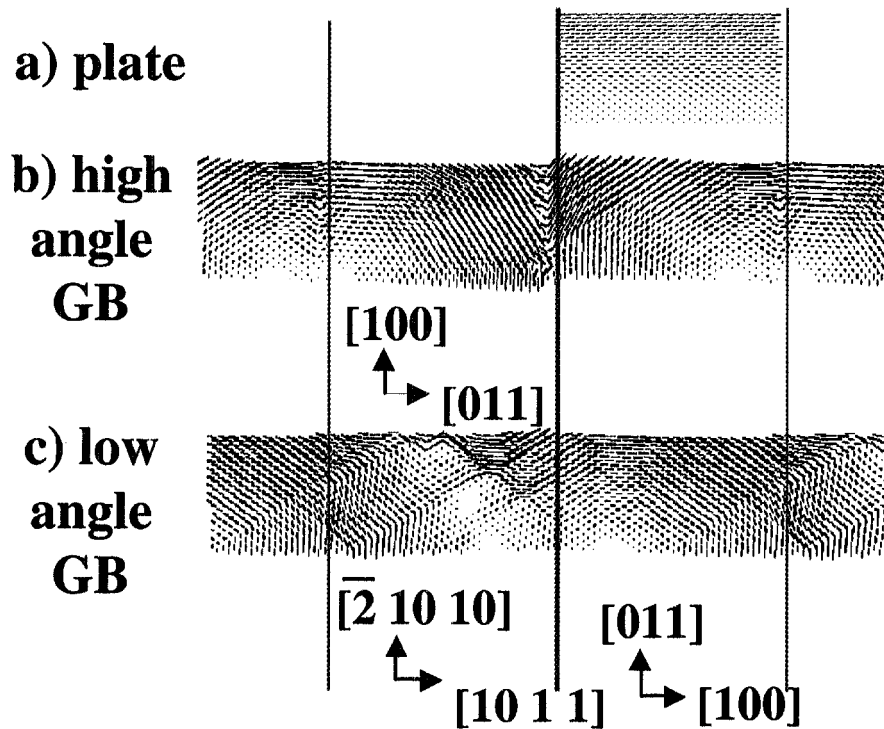 a) plate
b) high
angle
GB
[100]
[011]
c) low
angle
GB
[2̅ 10 10]
[011]
[10 1 1]
[100]